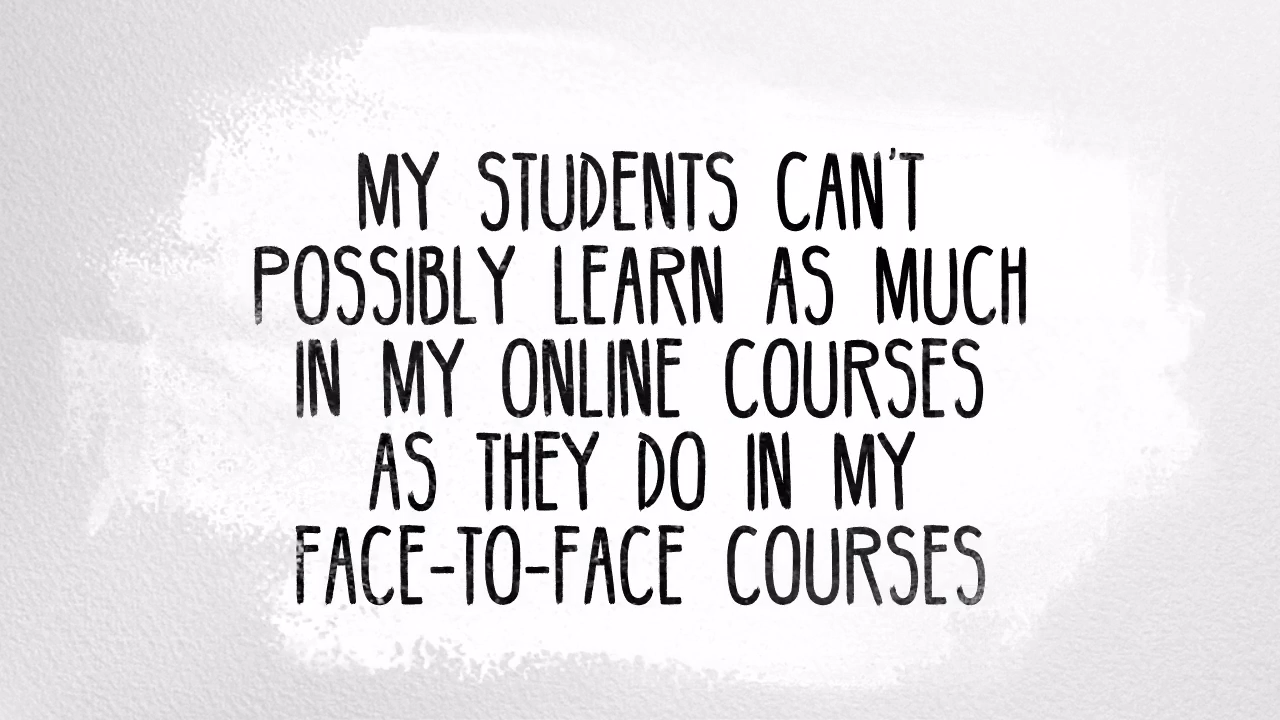 MY STUDENTS CAN'T
POSSIBLY LEARN AS MUCH
IN MY ONLINE COURSES
AS THEY DO IN MY
FACE-TO-FACE COURSES